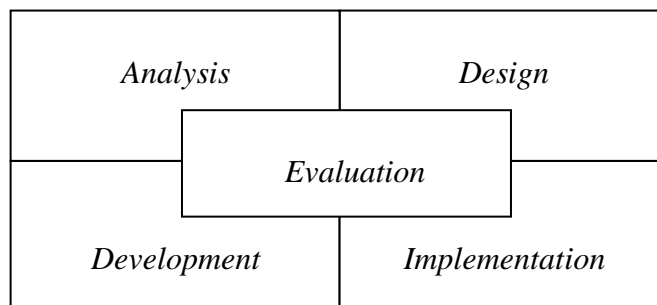 Analysis
Design
Evaluation
Development
Implementation